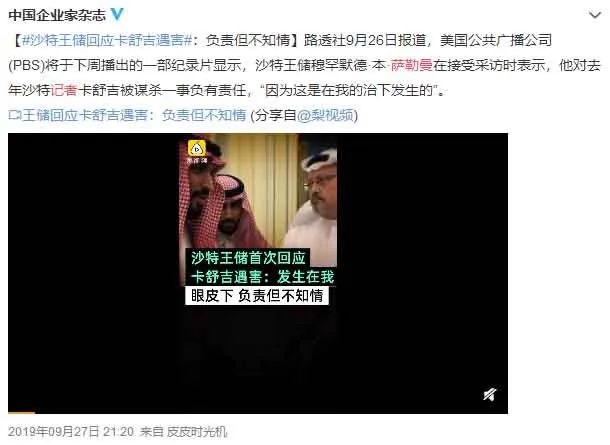 中国企业家杂志
【#沙特王储回应卡舒吉遇害#：负责但不知情】路透社9月26日报道，美国公共广播公司
(PBS)将于下周播出的一部纪录片显示，沙特王储穆罕默德·本·萨勒曼在接受采访时表示，他对去
年沙特记者卡舒吉被谋杀一事负有责任，“因为这是在我的治下发生的”。
王储回应卡舒吉遇害：负责但不知情 (分享自@梨视频)
沙特王储首次回应
卡舒吉遇害：发生在我
眼皮下 负责但不知情
2019年09月27日 21:20 来自 皮皮时光机